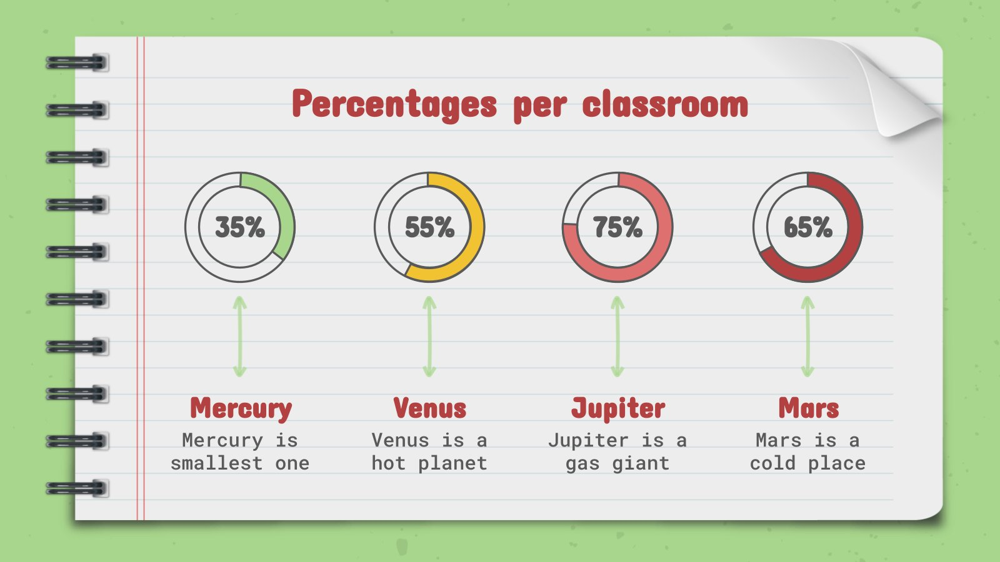 Percentages per classroom
35%
55%
75%
65%
Mercury
Mercury is
smallest one
Venus
Venus is a
hot planet
Jupiter
Jupiter is a
gas giant
Mars
Mars is a
cold place